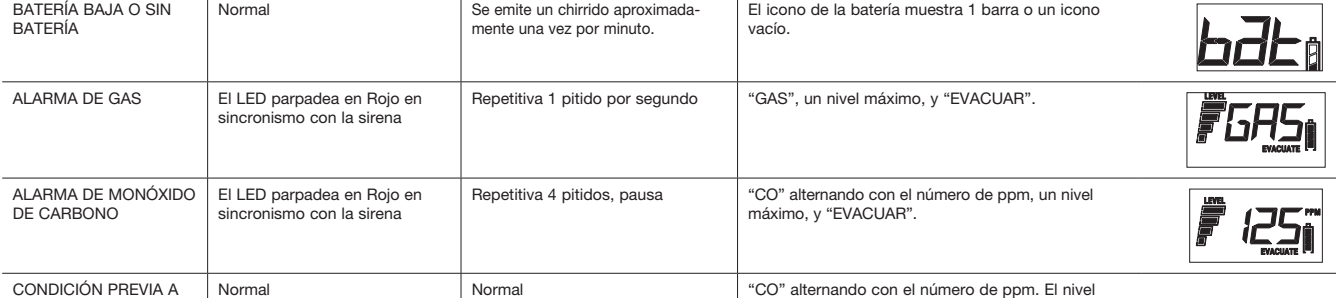 BATERÍA BAJA O SIN
BATERÍA
Normal
Se emite un chirrido aproximada-
mente una vez por minuto.
El icono de la batería muestra 1 barra o un icono
vacío.
bat
ALARMA DE GAS
El LED parpadea en Rojo en
sincronismo con la sirena
Repetitiva 1 pitido por segundo
“GAS”, un nivel máximo, y “EVACUAR”.
LEVEL
GAS
EVACUATE
ALARMA DE MONÓXIDO
DE CARBONO
El LED parpadea en Rojo en
sincronismo con la sirena
Repetitiva 4 pitidos, pausa
“CO” alternando con el número de ppm, un nivel
máximo, y “EVACUAR”.
LEVEL
125 PPM
EVACUATE
CONDICIÓN PREVIA A
Normal
Normal
“CO” alternando con el número de ppm. El nivel